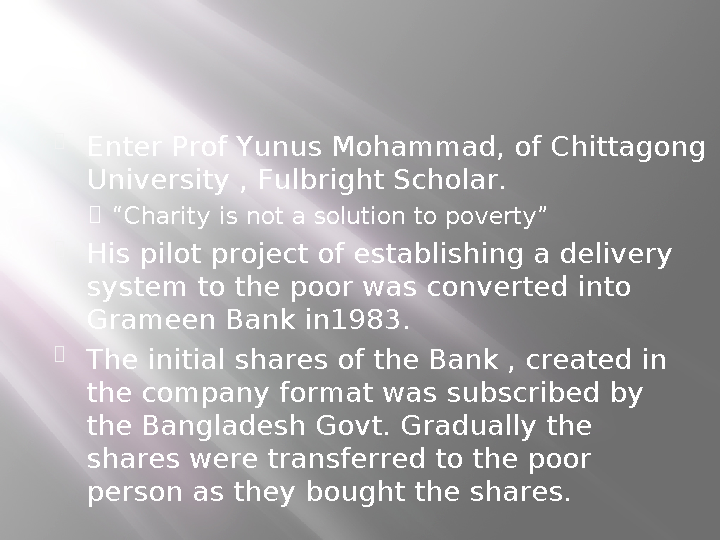 Enter Prof Yunus Mohammad, of Chittagong
University , Fulbright Scholar.
“Charity is not a solution to poverty”
His pilot project of establishing a delivery
system to the poor was converted into
Grameen Bank in1983.
The initial shares of the Bank , created in
the company format was subscribed by
the Bangladesh Govt. Gradually the
shares were transferred to the poor
person as they bought the shares.